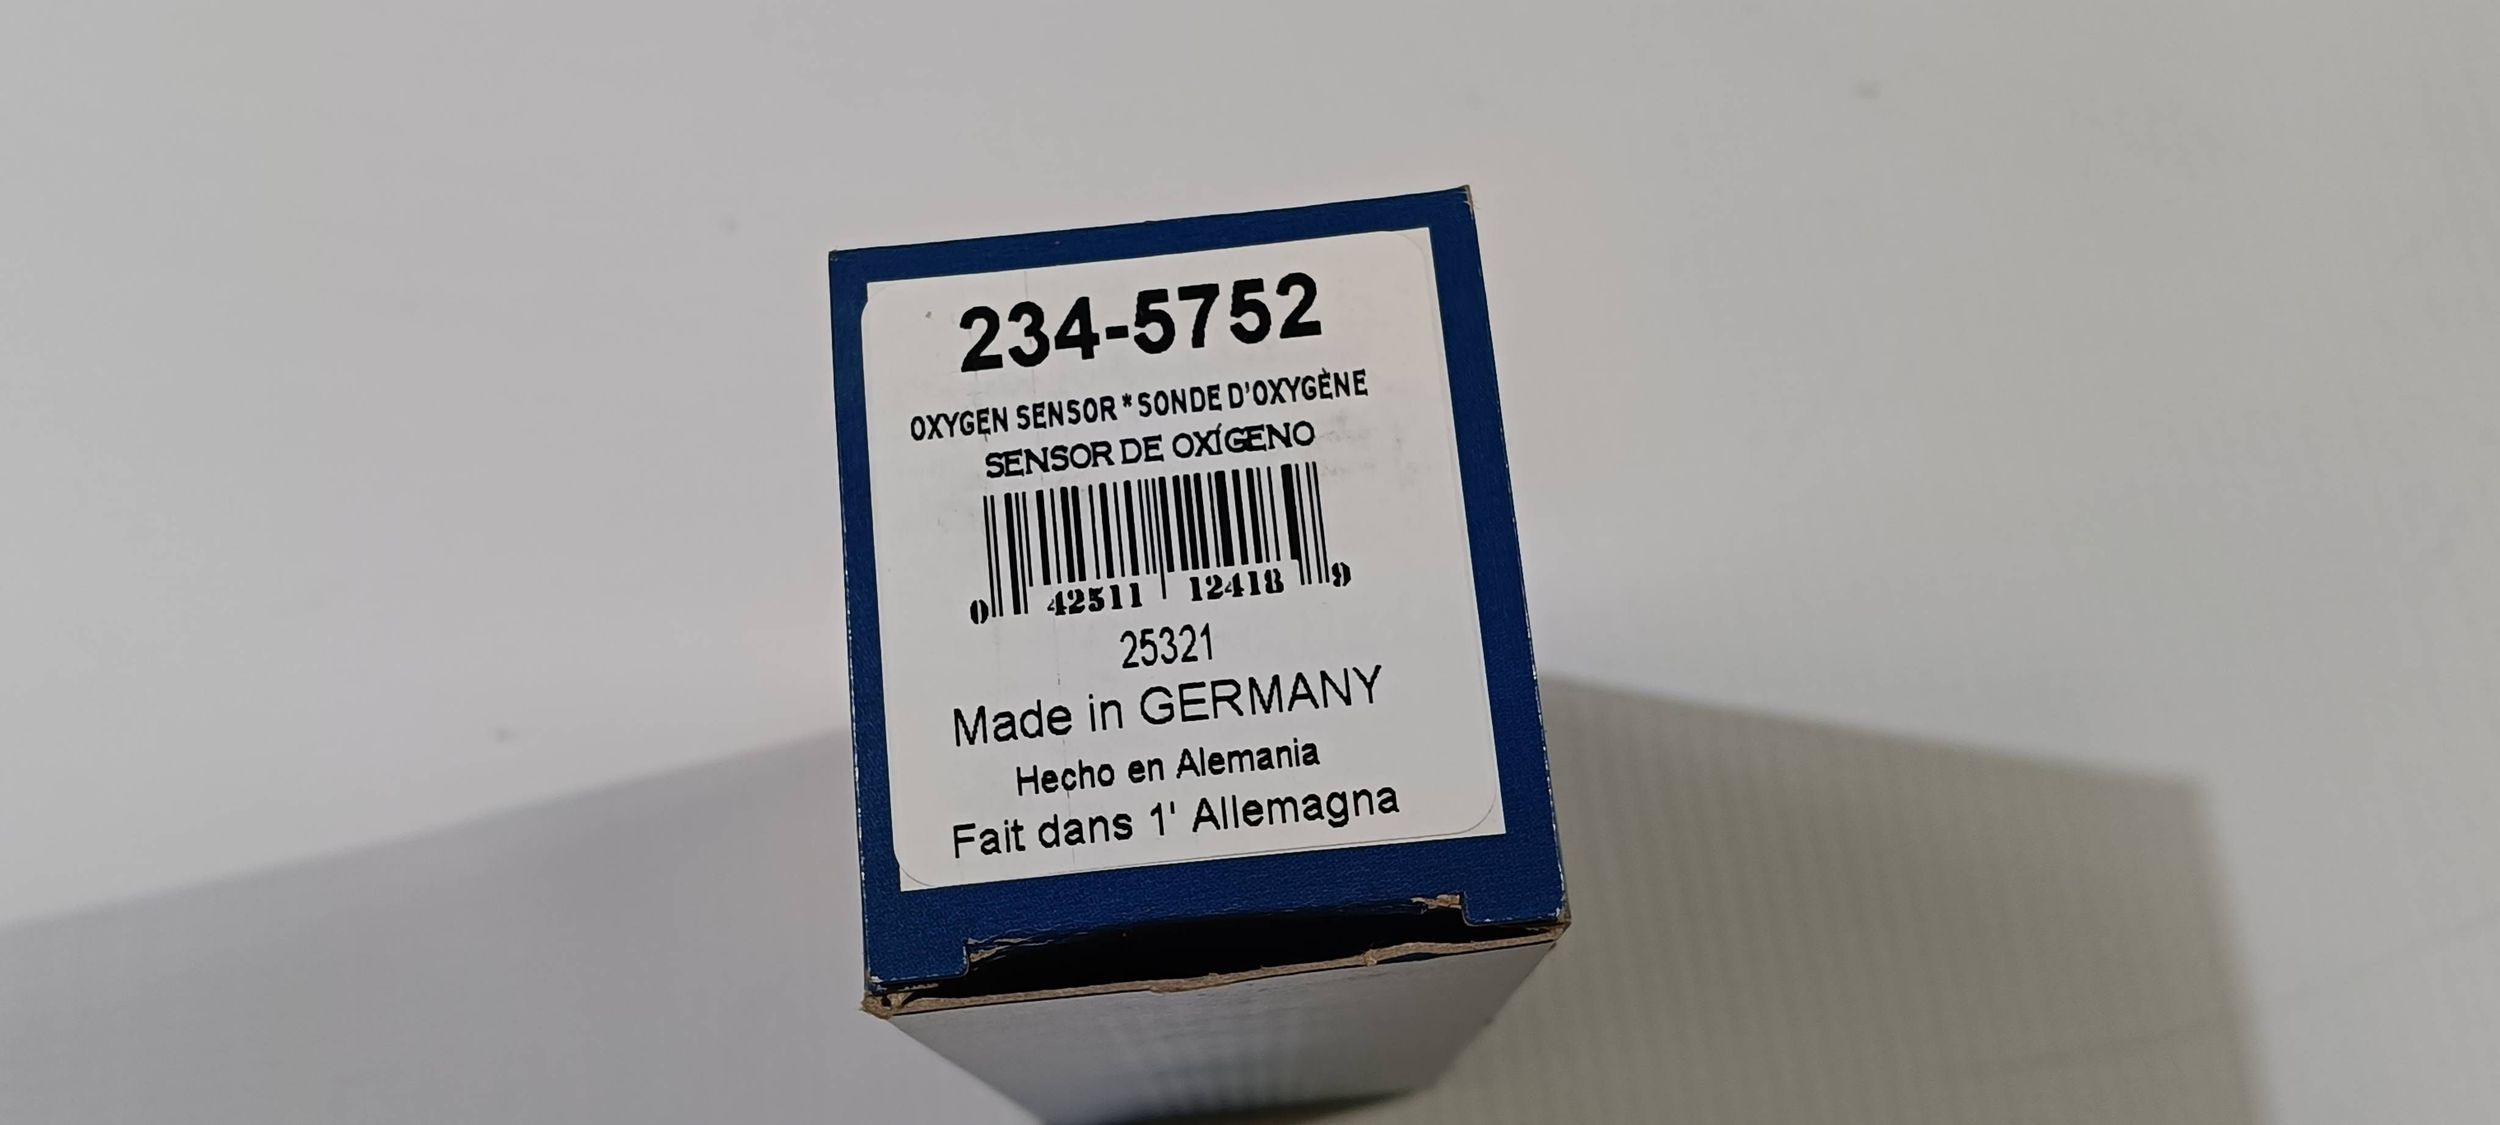 234-5752
OXYGEN SENSOR * SONDE D'OXYGÈNE
SENSOR DE OXÍGENO
0 42511 12418 9
25321
Made in GERMANY
Hecho en Alemania
Fait dans 1' Allemagna